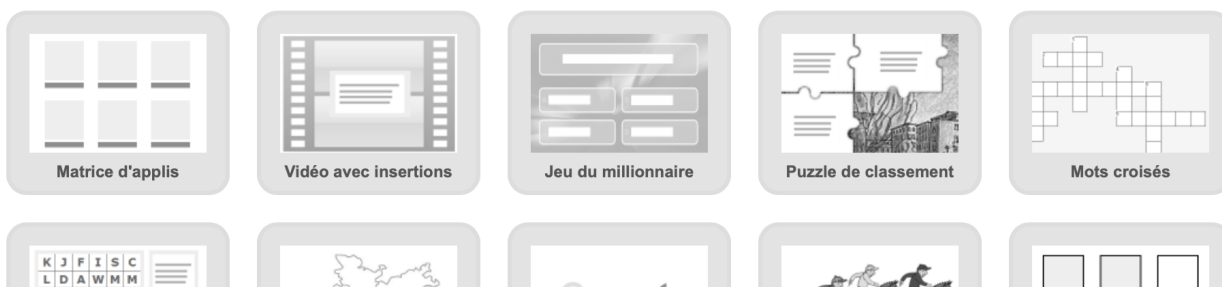 Matrice d'applis
Vidéo avec insertions
Jeu du millionnaire
Puzzle de classement
Mots croisés
K J F I S C
L D A W M M